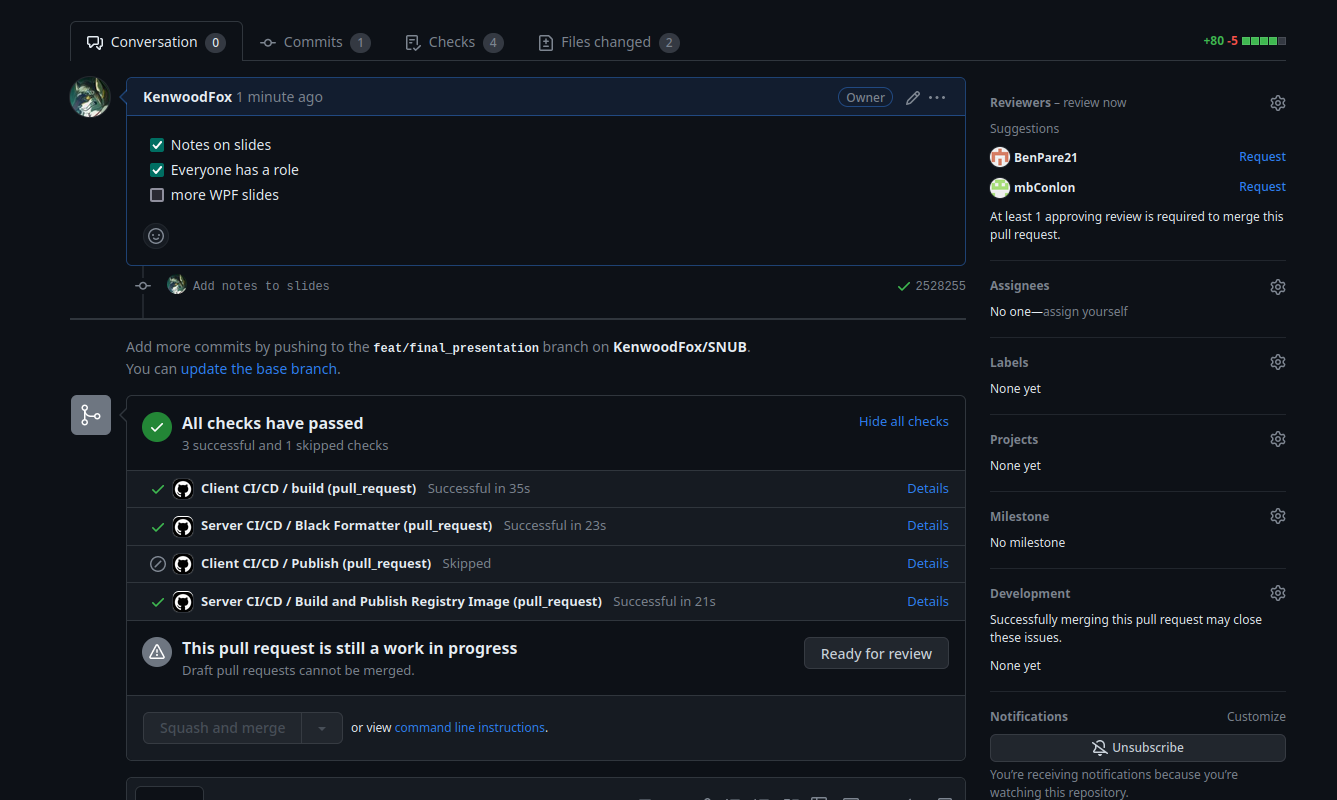 Conversation 0
Commits 1
Checks 4
Files changed 2
+80 -5
KenwoodFox 1 minute ago
Owner
Notes on slides
Everyone has a role
more WPF slides
Add notes to slides
2528255
Add more commits by pushing to the feat/final_presentation branch on KenwoodFox/SNUB.
You can update the base branch.
All checks have passed
3 successful and 1 skipped checks
Hide all checks
Client CI/CD / build (pull_request) Successful in 35s
Details
Server CI/CD / Black Formatter (pull_request) Successful in 23s
Details
Client CI/CD / Publish (pull_request) Skipped
Details
Server CI/CD / Build and Publish Registry Image (pull_request) Successful in 21s
Details
This pull request is still a work in progress
Draft pull requests cannot be merged.
Ready for review
Squash and merge
or view command line instructions.
Reviewers – review now
Suggestions
BenPare21
Request
mbConlon
Request
At least 1 approving review is required to merge this
pull request.
Assignees
No one—assign yourself
Labels
None yet
Projects
None yet
Milestone
No milestone
Development
Successfully merging this pull request may close
these issues.
None yet
Notifications
Customize
Unsubscribe
You're receiving notifications because you're
watching this repository.